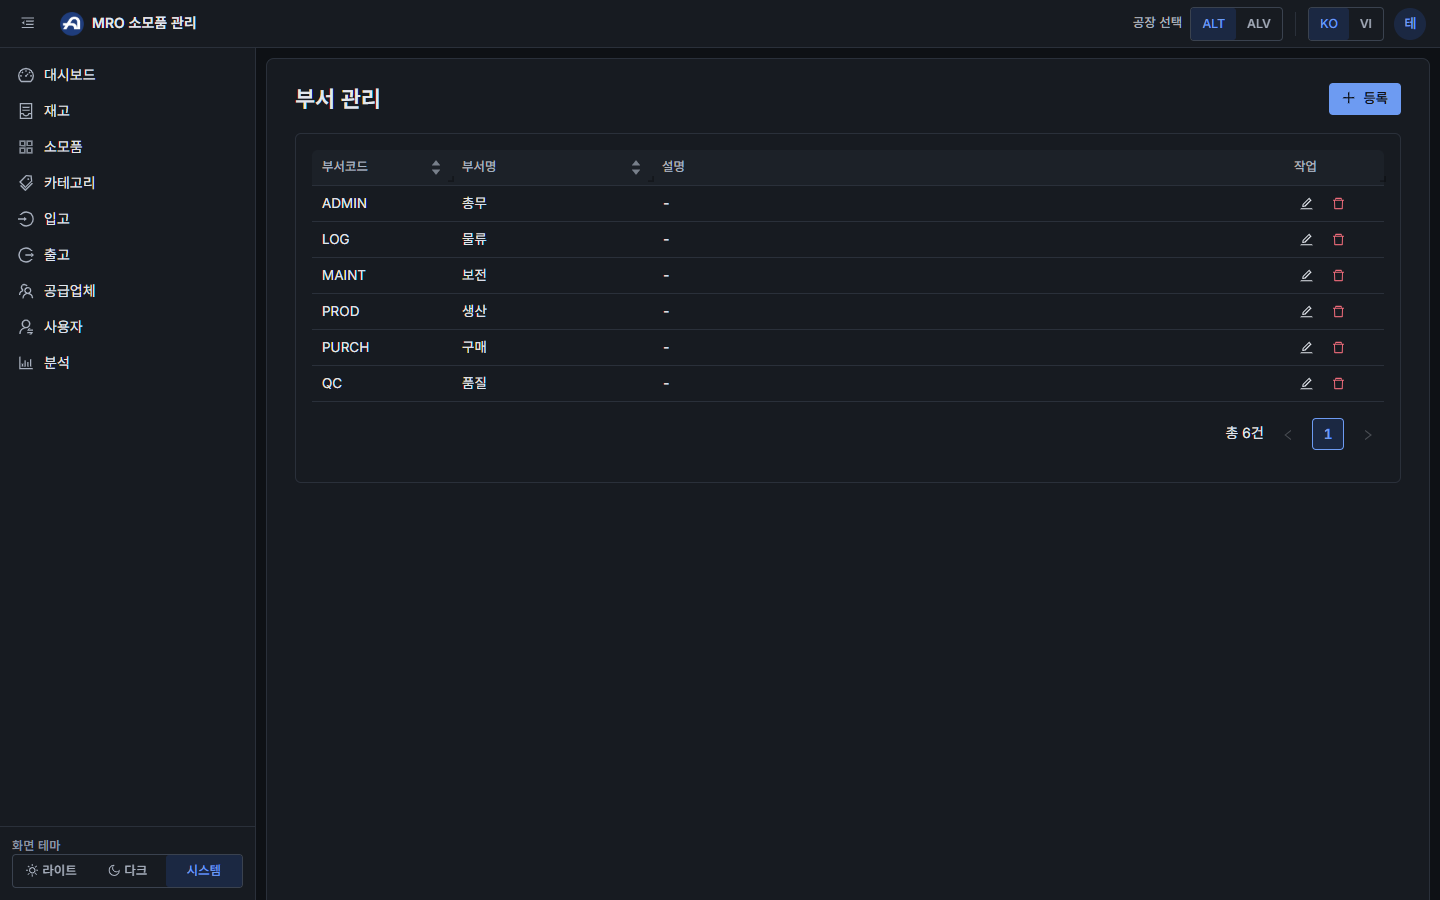 MRO 소모품 관리
공장 선택 ALT ALV KO VI 테
대시보드
재고
소모품
카테고리
입고
출고
공급업체
사용자
분석
화면 테마
라이트 다크 시스템
부서 관리
등록
부서코드 부서명 설명 작업
ADMIN 총무 -
LOG 물류 -
MAINT 보전 -
PROD 생산 -
PURCH 구매 -
QC 품질 -
총 6건 < 1 >